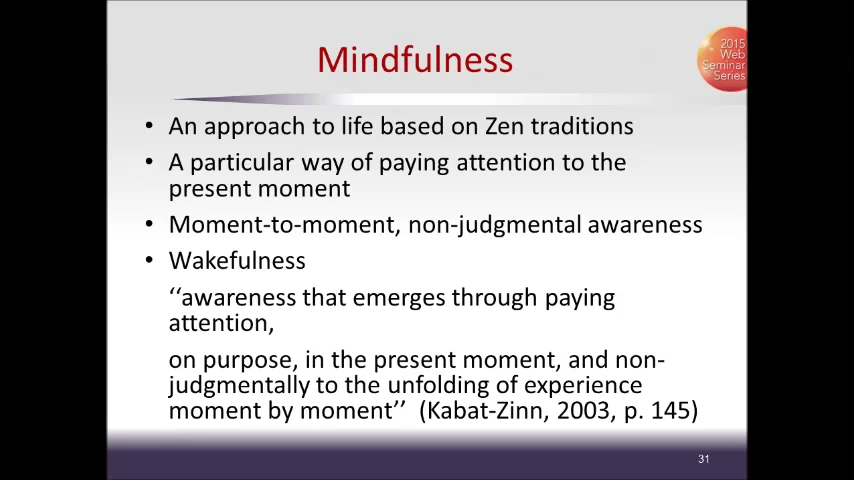 Mindfulness
2015
Web
Seminar
Series
• An approach to life based on Zen traditions
• A particular way of paying attention to the
present moment
• Moment-to-moment, non-judgmental awareness
• Wakefulness
‘‘awareness that emerges through paying
attention,
on purpose, in the present moment, and non-
judgmentally to the unfolding of experience
moment by moment’’ (Kabat-Zinn, 2003, p. 145)
31